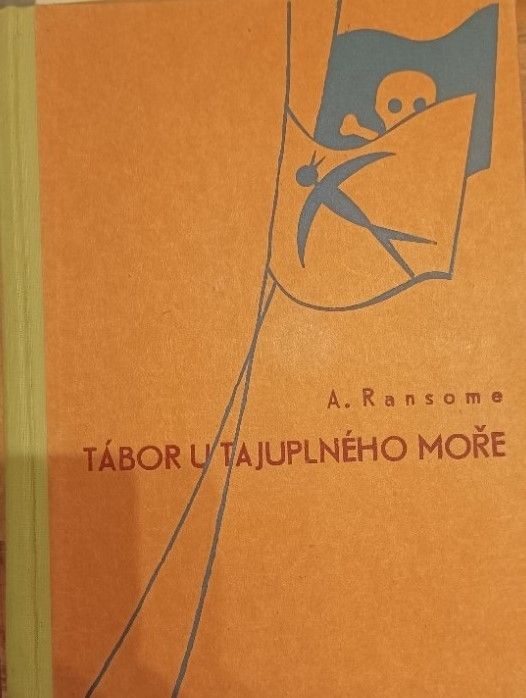 A. Ransome
TÁBOR U TAJUPLNÉHO MOŘE